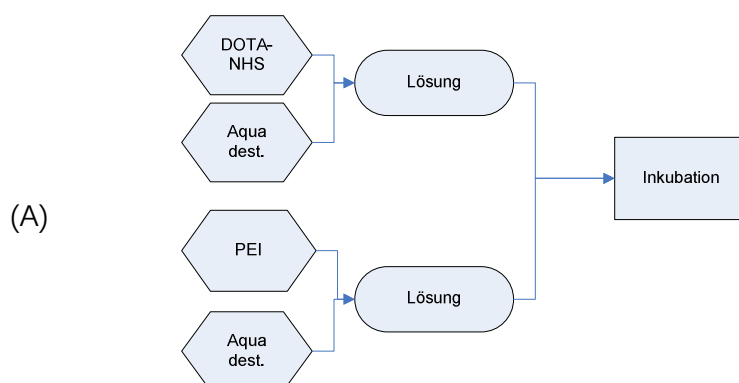 DOTA-
NHS
Lösung
Aqua
dest.
Inkubation
(A)
PEI
Lösung
Aqua
dest.